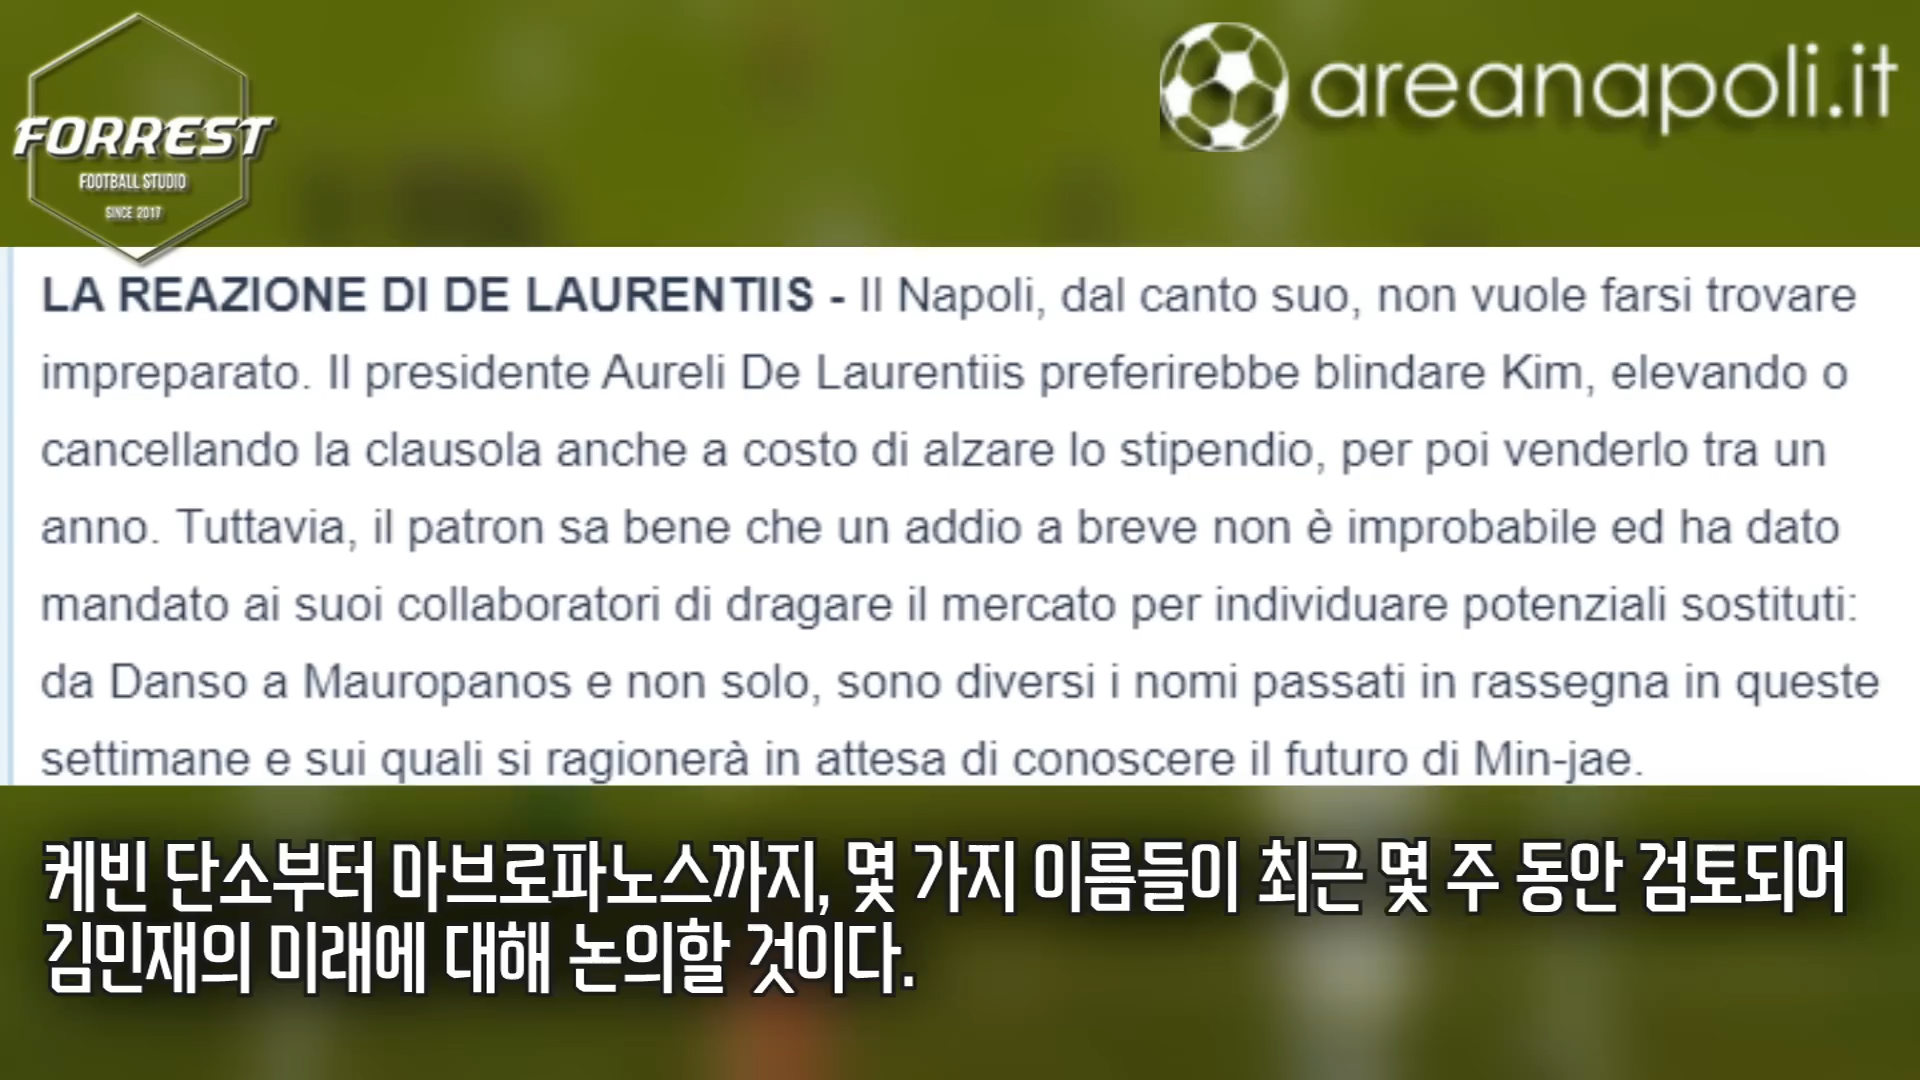 FORREST
FOOTBALL STUDIO
SINCE 2017
areanapoli.it
LA REAZIONE DI DE LAURENTIIS - Il Napoli, dal canto suo, non vuole farsi trovare
impreparato. Il presidente Aureli De Laurentiis preferirebbe blindare Kim, elevando o
cancellando la clausola anche a costo di alzare lo stipendio, per poi venderlo tra un
anno. Tuttavia, il patron sa bene che un addio a breve non è improbabile ed ha dato
mandato ai suoi collaboratori di dragare il mercato per individuare potenziali sostituti:
da Danso a Mauropanos e non solo, sono diversi i nomi passati in rassegna in queste
settimane e sui quali si ragionerà in attesa di conoscere il futuro di Min-jae.
케빈 단소부터 마브로파노스까지, 몇 가지 이름들이 최근 몇 주 동안 검토되어
김민재의 미래에 대해 논의할 것이다.